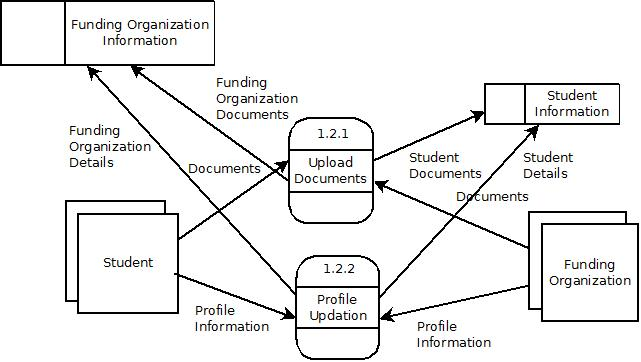 Funding Organization
Information
Funding
Organization
Documents
Student
Information
1.2.1
Upload
Documents
Funding
Organization
Details
Documents
Student
Documents
Student
Details
Documents
Student
1.2.2
Profile
Updation
Funding
Organization
Profile
Information
Profile
Information